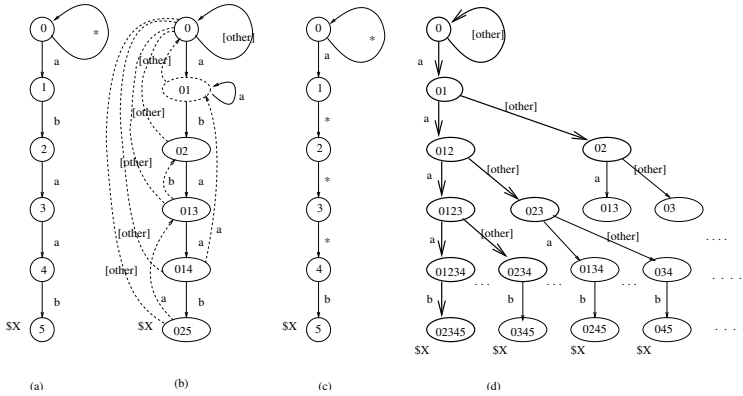 0
*
a
1
b
2
a
3
a
4
b
$X
5
(a)
0
[other]
[other]
a
01
a
[other]
b
02
[other]
b
a
013
[other]
a
a
014
[other]
a
b
$X
025
(b)
0
*
a
1
*
2
*
3
*
4
b
$X
5
(c)
0
[other]
a
01
[other]
a
012
02
a
[other]
a
[other]
0123
023
013
03
a
[other]
a
[other]
. . . .
01234
0234
0134
034
. . .
. . .
. . .
. . . .
b
b
b
b
02345
0345
0245
045
. . . .
$X
$X
$X
$X
(d)